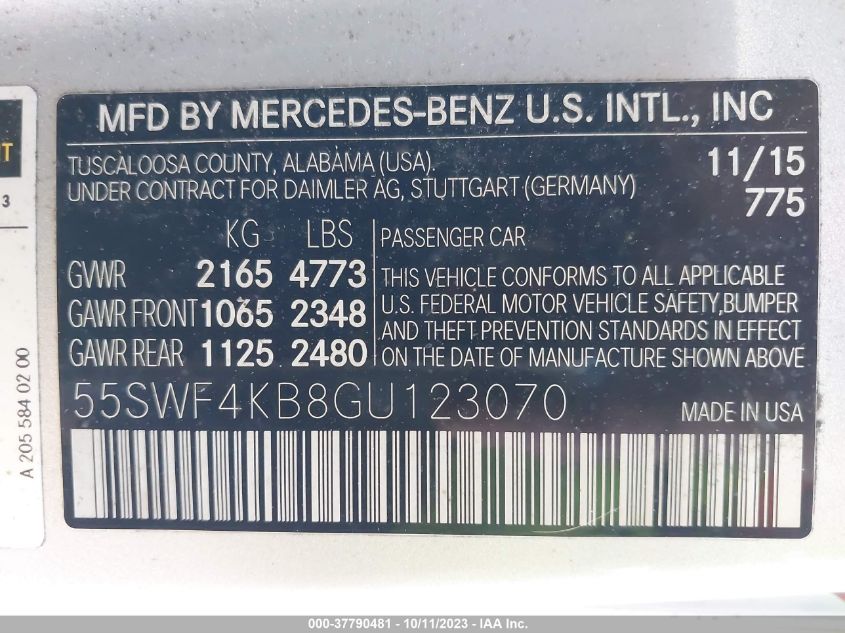 MFD BY MERCEDES-BENZ U.S. INTL., INC
TUSCALOOSA COUNTY, ALABAMA (USA).
UNDER CONTRACT FOR DAIMLER AG, STUTTGART (GERMANY)
11/15
775
KG LBS
GVWR 2165 4773
GAWR FRONT 1065 2348
GAWR REAR 1125 2480
PASSENGER CAR
THIS VEHICLE CONFORMS TO ALL APPLICABLE
U.S. FEDERAL MOTOR VEHICLE SAFETY,BUMPER
AND THEFT PREVENTION STANDARDS IN EFFECT
ON THE DATE OF MANUFACTURE SHOWN ABOVE
55SWF4KB8GU123070
MADE IN USA
A 205 584 02 00
3
000-37790481 - 10/11/2023 - IAA Inc.